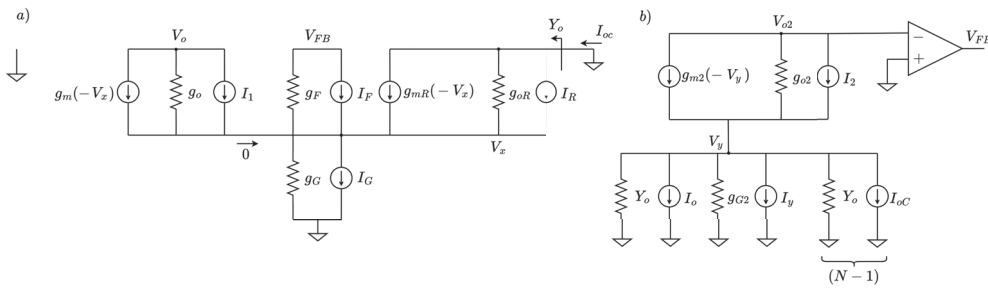 a)
V_o
V_FB
Y_o
I_oc
g_m(−V_x)
g_o
I_1
g_F
I_F
g_mR(−V_x)
g_oR
I_R
0
V_x
g_G
I_G
b)
V_o2
g_m2(−V_y)
g_o2
I_2
−
+
V_y
Y_o
I_o
g_G2
I_y
Y_o
I_oC
(N − 1)